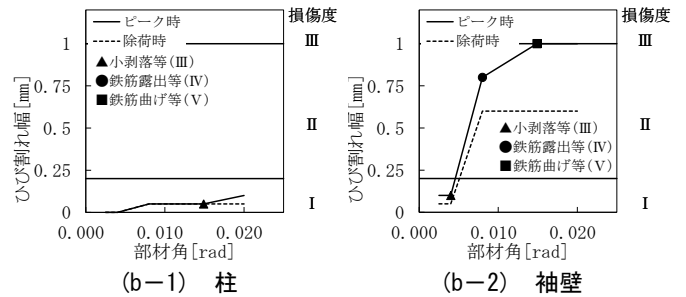 損傷度
ピーク時
除荷時
小剥落等(Ⅲ)
鉄筋露出等(Ⅳ)
鉄筋曲げ等(Ⅴ)
ひび割れ幅[mm]
1
0.75
0.5
0.25
0
Ⅲ
Ⅱ
Ⅰ
0.000 0.010 0.020
部材角[rad]
(b-1) 柱
損傷度
ピーク時
除荷時
小剥落等(Ⅲ)
鉄筋露出等(Ⅳ)
鉄筋曲げ等(Ⅴ)
ひび割れ幅[mm]
1
0.75
0.5
0.25
0
Ⅲ
Ⅱ
Ⅰ
0.000 0.010 0.020
部材角[rad]
(b-2) 袖壁